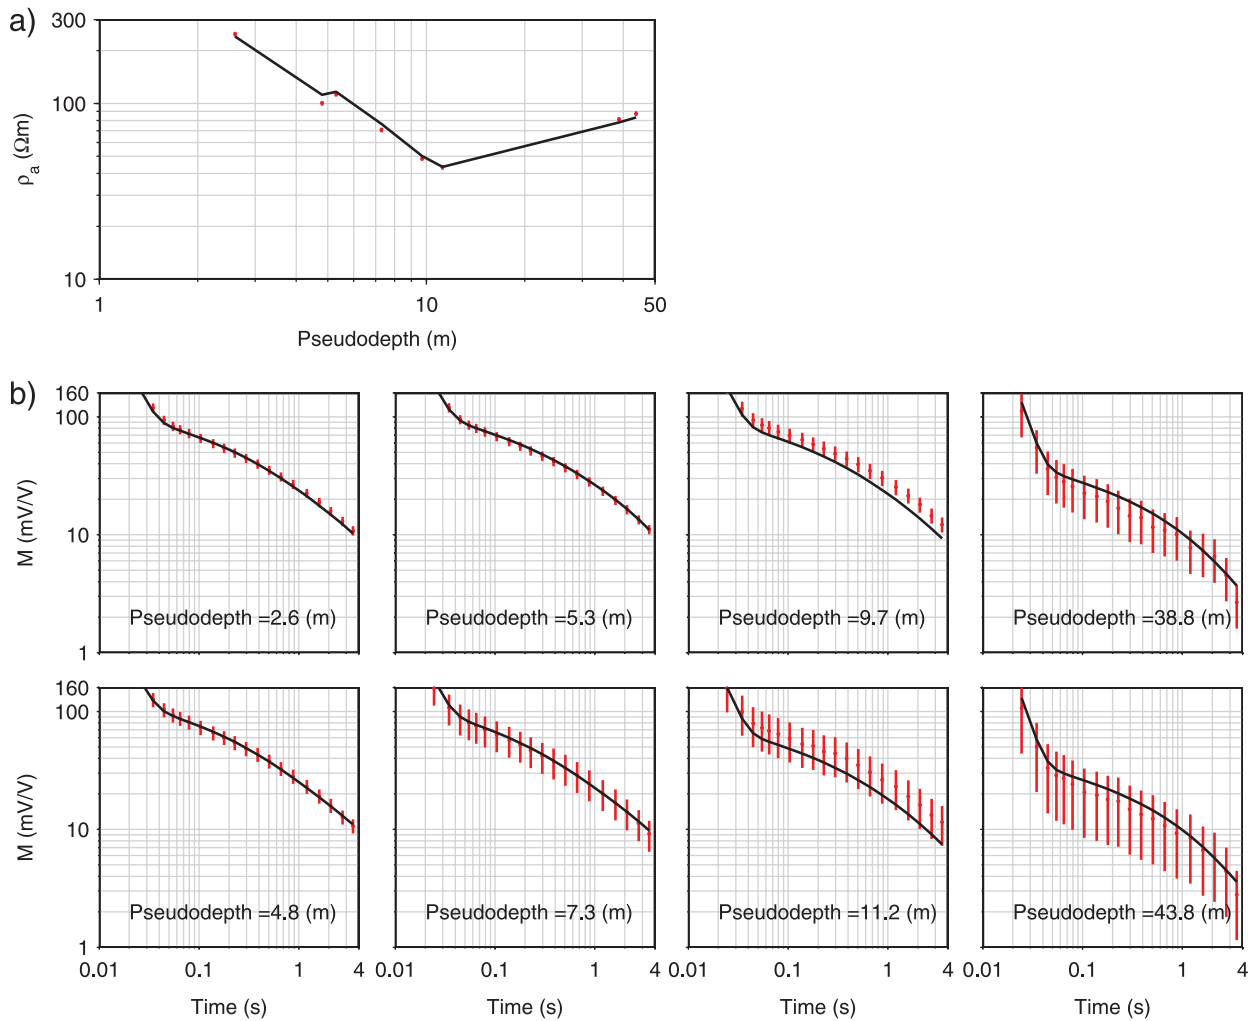 a)
300
100
10
ρa (Ωm)
1
10
50
Pseudodepth (m)
b)
160
100
10
1
M (mV/V)
Pseudodepth =2.6 (m)
Pseudodepth =5.3 (m)
Pseudodepth =9.7 (m)
Pseudodepth =38.8 (m)
160
100
10
1
M (mV/V)
Pseudodepth =4.8 (m)
Pseudodepth =7.3 (m)
Pseudodepth =11.2 (m)
Pseudodepth =43.8 (m)
0.01 0.1 1 4
0.01 0.1 1 4
0.01 0.1 1 4
0.01 0.1 1 4
Time (s)
Time (s)
Time (s)
Time (s)